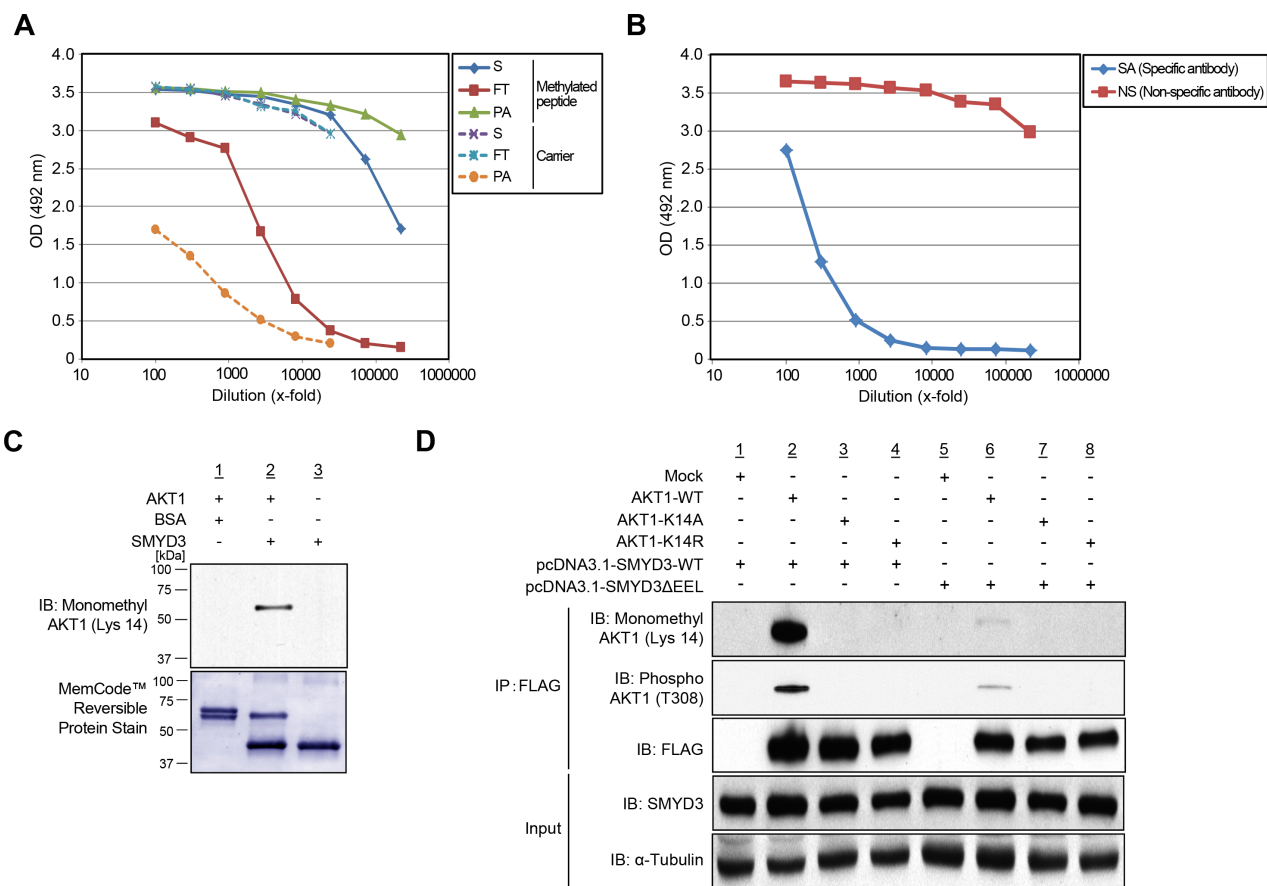 A
4.0
3.5
3.0
2.5
2.0
1.5
1.0
0.5
0
OD (492 nm)
10 100 1000 10000 100000 1000000
Dilution (x-fold)
S
FT
PA
Methylated
peptide
S
FT
PA
Carrier
B
4.0
3.5
3.0
2.5
2.0
1.5
1.0
0.5
0
OD (492 nm)
10 100 1000 10000 100000 1000000
Dilution (x-fold)
SA (Specific antibody)
NS (Non-specific antibody)
C
1 2 3
AKT1 + + -
BSA + - -
SMYD3 - + +
[kDa]
100
75
50
37
IB: Monomethyl
AKT1 (Lys 14)
100
75
50
37
MemCode™
Reversible
Protein Stain
D
1 2 3 4 5 6 7 8
Mock + - - - + - - -
AKT1-WT - + - - - + - -
AKT1-K14A - - + - - - + -
AKT1-K14R - - - + - - - +
pcDNA3.1-SMYD3-WT + + + + - - - -
pcDNA3.1-SMYD3ΔEEL - - - - + + + +
IP : FLAG
IB: Monomethyl
AKT1 (Lys 14)
IB: Phospho
AKT1 (T308)
IB: FLAG
Input
IB: SMYD3
IB: α-Tubulin